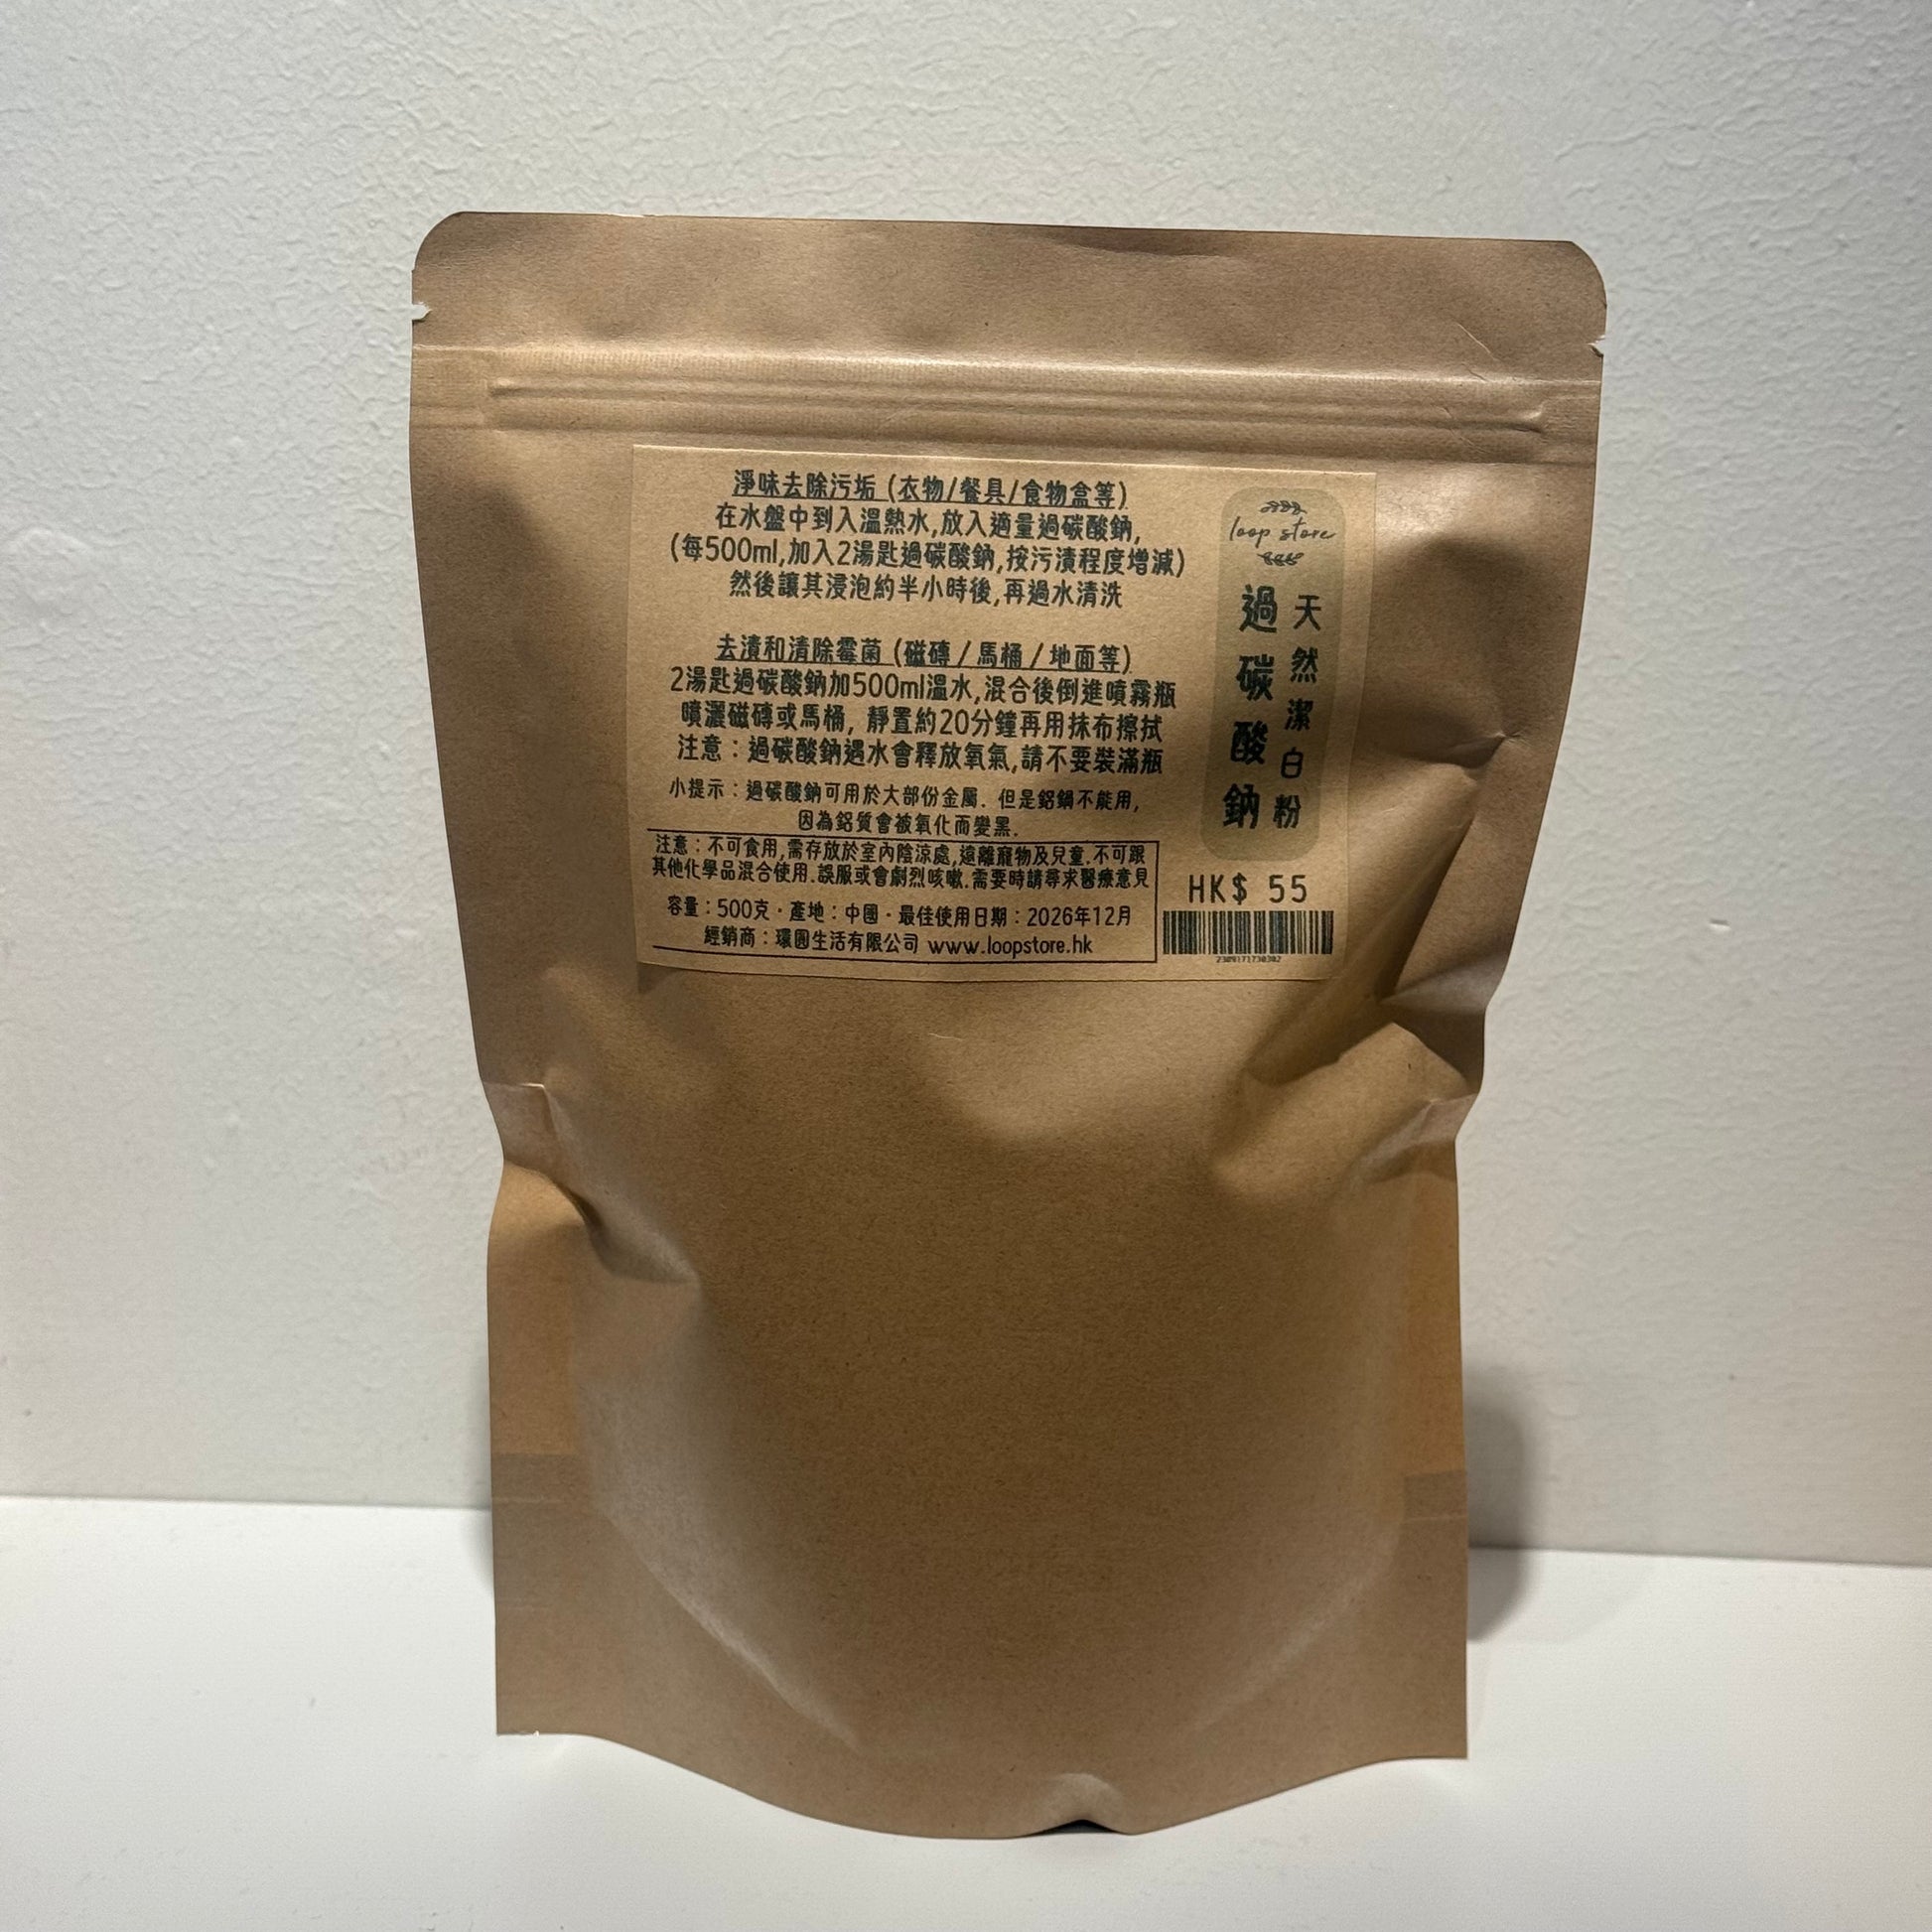 淨味去除污垢 (衣物/餐具/食物盒等)
在水盤中到入溫熱水,放入適量過碳酸鈉,
(每500ml,加入2湯匙過碳酸鈉,按污漬程度增減)
然後讓其浸泡約半小時後,再過水清洗
去漬和清除霉菌 (磁磚 / 馬桶 / 地面等)
2湯匙過碳酸鈉加500ml溫水,混合後倒進噴霧瓶
噴灑磁磚或馬桶, 靜置約20分鐘再用抹布擦拭
注意：過碳酸鈉遇水會釋放氧氣,請不要裝滿瓶
小提示：過碳酸鈉可用於大部份金屬. 但是鋁鍋不能用,
因為鋁質會被氧化而變黑.
注意：不可食用,需存放於室內陰涼處,遠離寵物及兒童.不可跟
其他化學品混合使用.誤服或會劇烈咳嗽.需要時請尋求醫療意見
容量：500克 · 產地：中國 · 最佳使用日期：2026年12月
經銷商：環圓生活有限公司 www.loopstore.hk
loop store
天然潔白粉
過碳酸鈉
HK$ 55
2309171730302